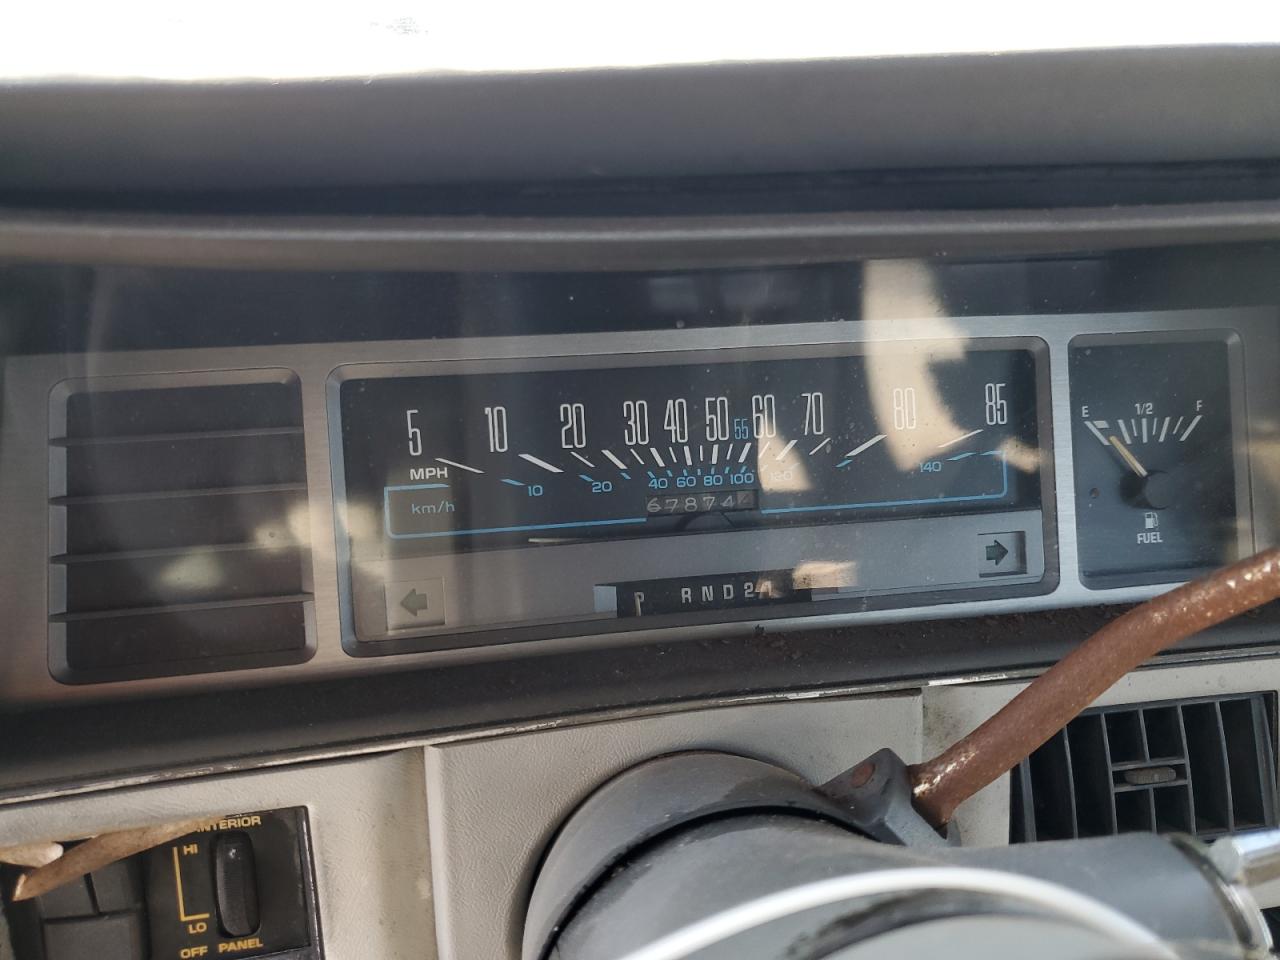 5 10 20 30 40 50 55 60 70 80 85
MPH
10 20 40 60 80 100 120 140
km/h
67874
P R N D 2 1
E 1/2 F
FUEL
INTERIOR
HI
LO
OFF PANEL